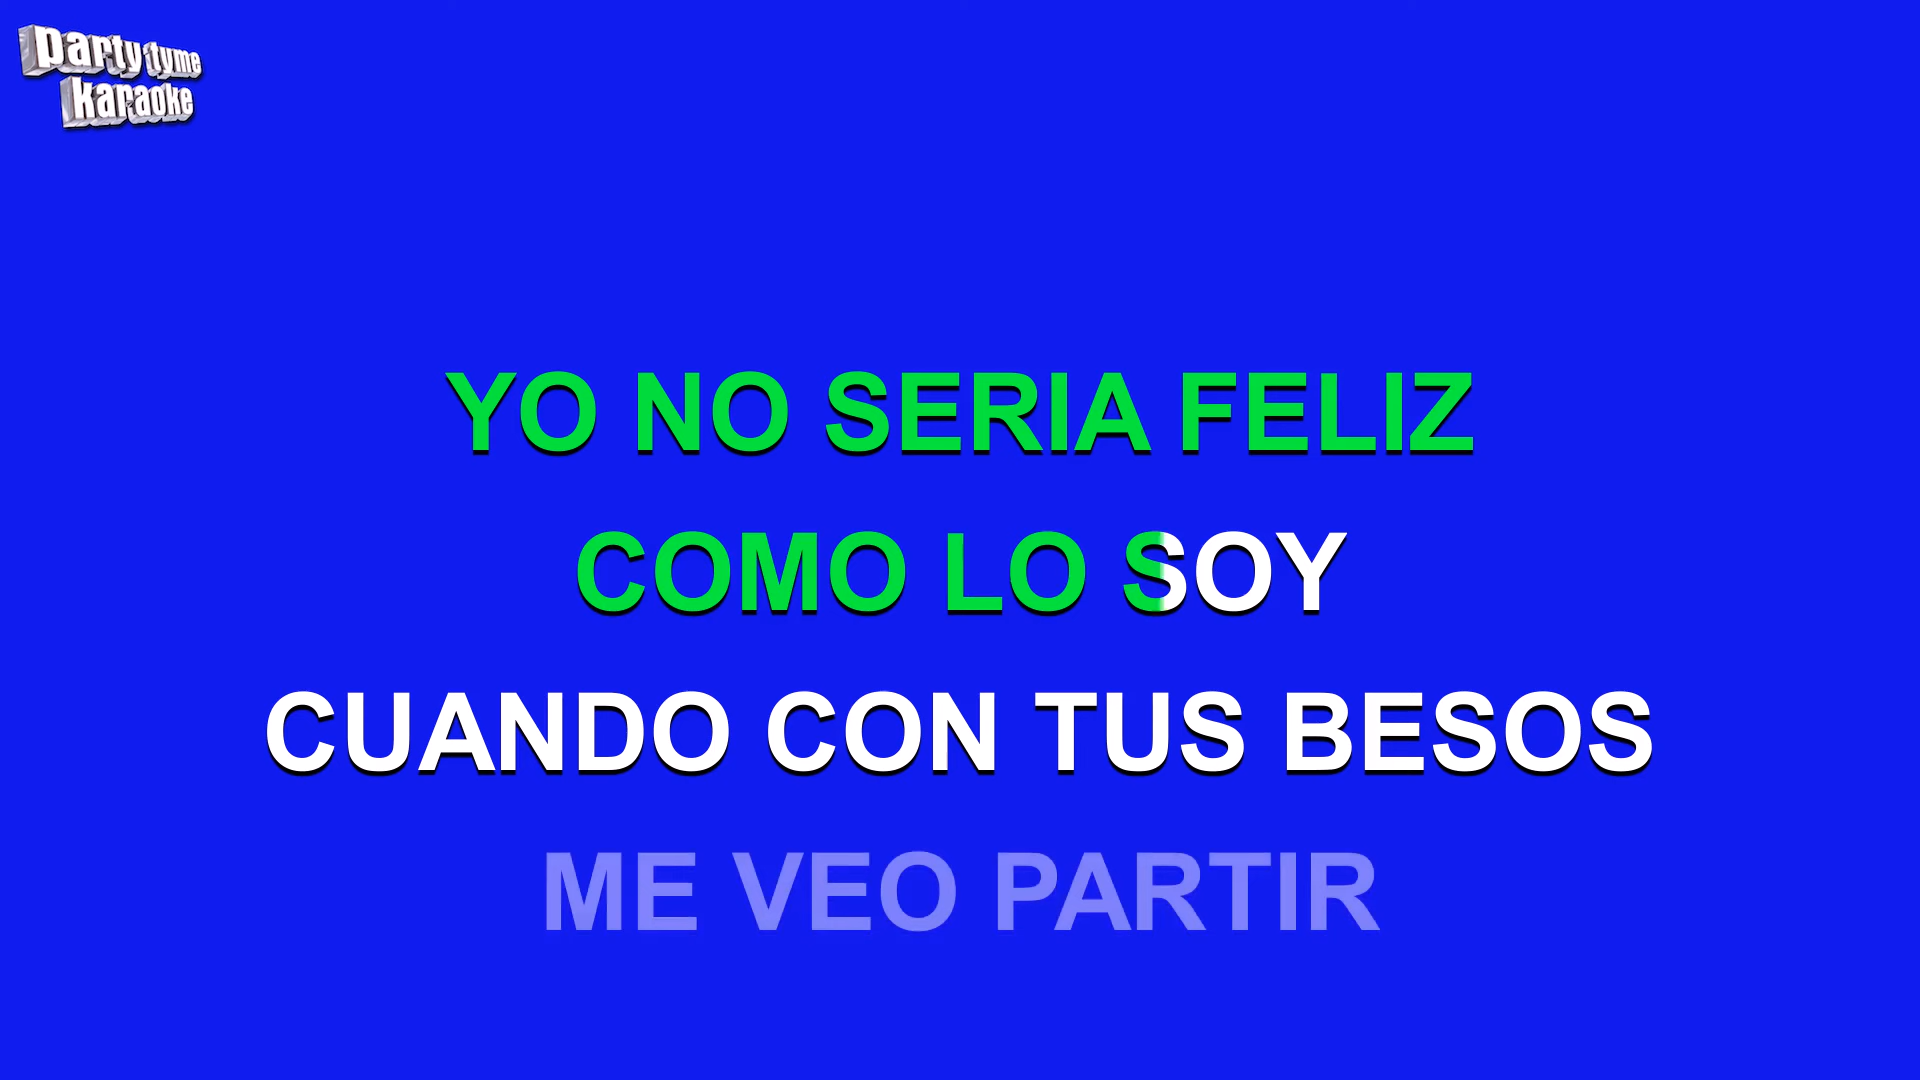 party tyme
karaoke
YO NO SERIA FELIZ
COMO LO SOY
CUANDO CON TUS BESOS
ME VEO PARTIR